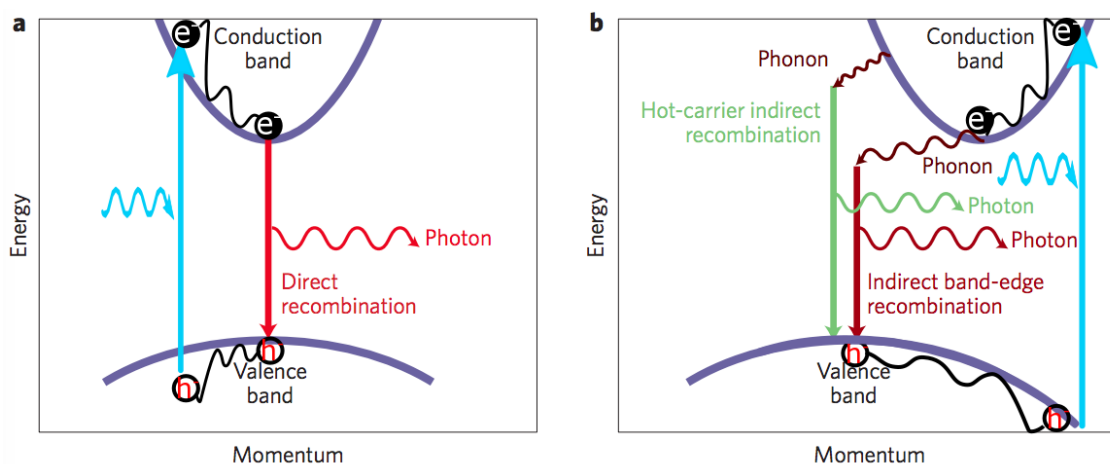 a
e⁻
Conduction
band
e⁻
Energy
Photon
Direct
recombination
h
Valence
band
h
Momentum
b
e⁻
Conduction
band
Phonon
Hot-carrier indirect
recombination
e⁻
Phonon
Photon
Energy
Photon
Indirect band-edge
recombination
h
Valence
band
h
Momentum